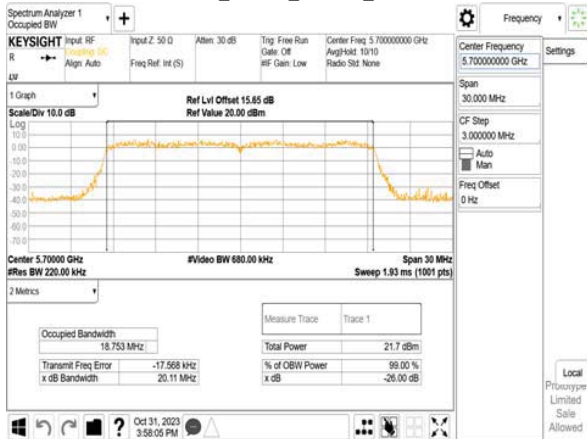 Spectrum Analyzer 1
Occupied BW
Frequency
KEYSIGHT
R
LV
Input: RF
Coupling: DC
Align: Auto
Input Z: 50 Ω
Freq Ref: Int (S)
Atten: 30 dB
Trig: Free Run
Gate: Off
#IF Gain: Low
Center Freq: 5.700000000 GHz
Avg|Hold: 10/10
Radio Std: None
Center Frequency
5.700000000 GHz
Settings
Span
30.000 MHz
CF Step
3.000000 MHz
Auto
Man
Freq Offset
0 Hz
1 Graph
Scale/Div 10.0 dB
Ref Lvl Offset 15.65 dB
Ref Value 20.00 dBm
Log
10.0
0.00
-10.0
-20.0
-30.0
-40.0
-50.0
-60.0
-70.0
Center 5.70000 GHz
#Res BW 220.00 kHz
#Video BW 680.00 kHz
Span 30 MHz
Sweep 1.93 ms (1001 pts)
2 Metrics
Measure Trace Trace 1
Occupied Bandwidth
18.753 MHz
Total Power 21.7 dBm
Transmit Freq Error -17.568 kHz
% of OBW Power 99.00 %
x dB Bandwidth 20.11 MHz
x dB -26.00 dB
Local
Prototype
Limited
Sale
Allowed
?
Oct 31, 2023
3:58:05 PM